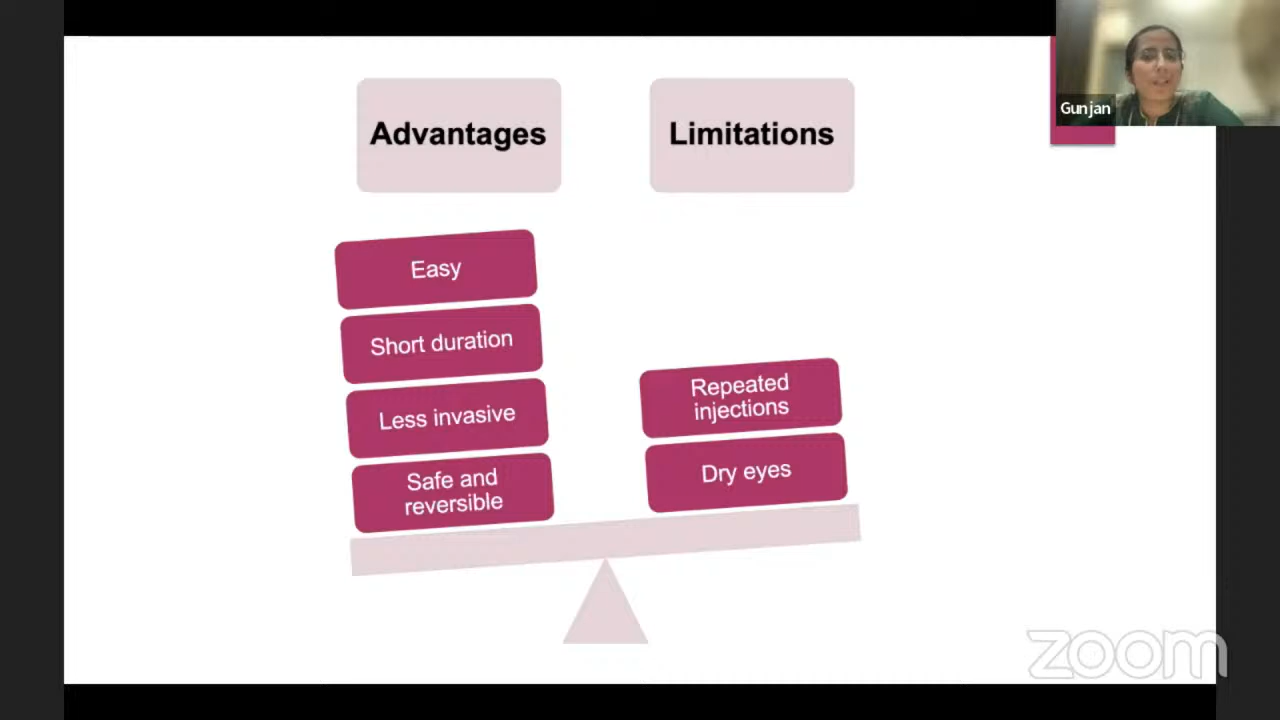 Advantages
Limitations
Gunjan
Easy
Short duration
Less invasive
Safe and
reversible
Repeated
injections
Dry eyes
zoom